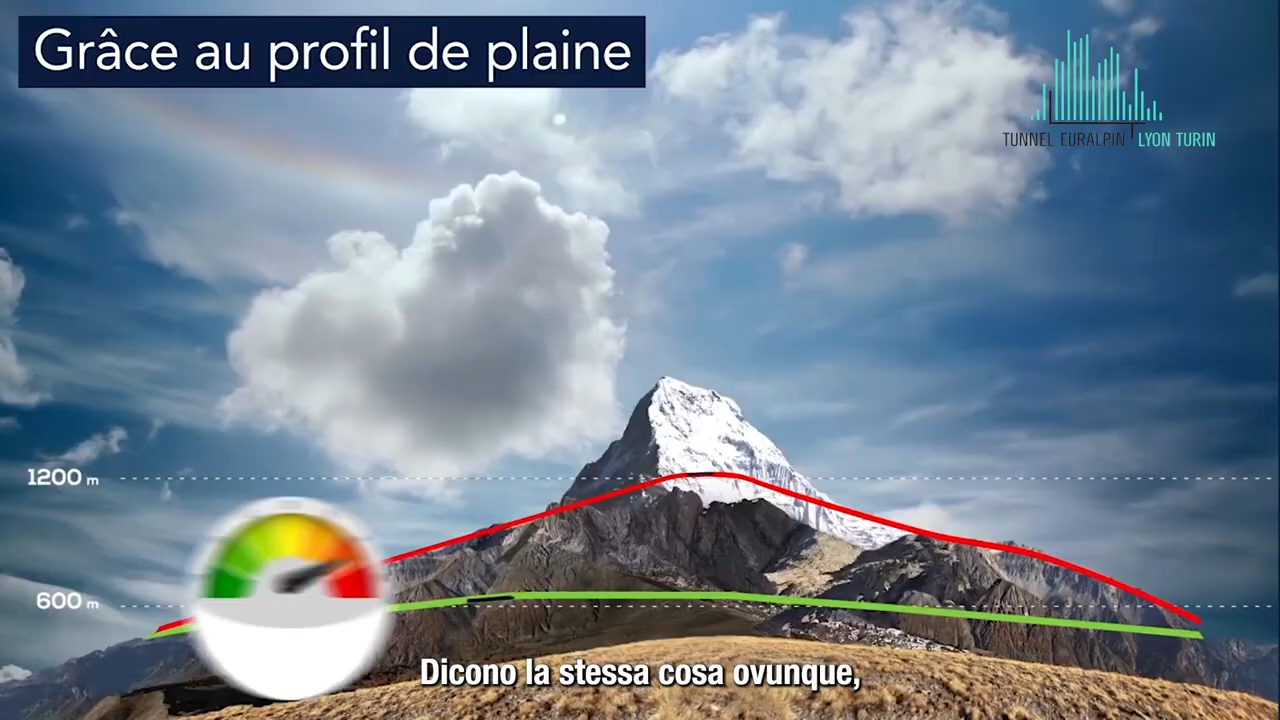 Grâce au profil de plaine
TUNNEL EURALPIN LYON TURIN
1200 m
600 m
Dicono la stessa cosa ovunque,